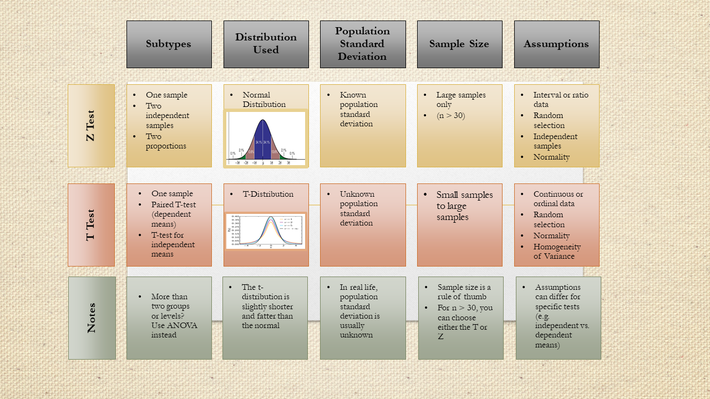 Subtypes
Distribution
Used
Population
Standard
Deviation
Sample Size
Assumptions
Z Test
• One sample
• Two
independent
samples
• Two
proportions
• Normal
Distribution
• Known
population
standard
deviation
• Large samples
only
• (n > 30)
• Interval or ratio
data
• Random
selection
• Independent
samples
• Normality
T Test
• One sample
• Paired T-test
(dependent
means)
• T-test for
independent
means
• T-Distribution
• Unknown
population
standard
deviation
• Small samples
to large
samples
• Continuous or
ordinal data
• Random
selection
• Normality
• Homogeneity
of Variance
Notes
• More than
two groups
or levels?
Use ANOVA
instead
• The t-
distribution is
slightly shorter
and fatter than
the normal
• In real life,
population
standard
deviation is
usually
unknown
• Sample size is a
rule of thumb
• For n > 30, you
can choose
either the T or
Z
• Assumptions
can differ for
specific tests
(e.g.
independent vs.
dependent
means)